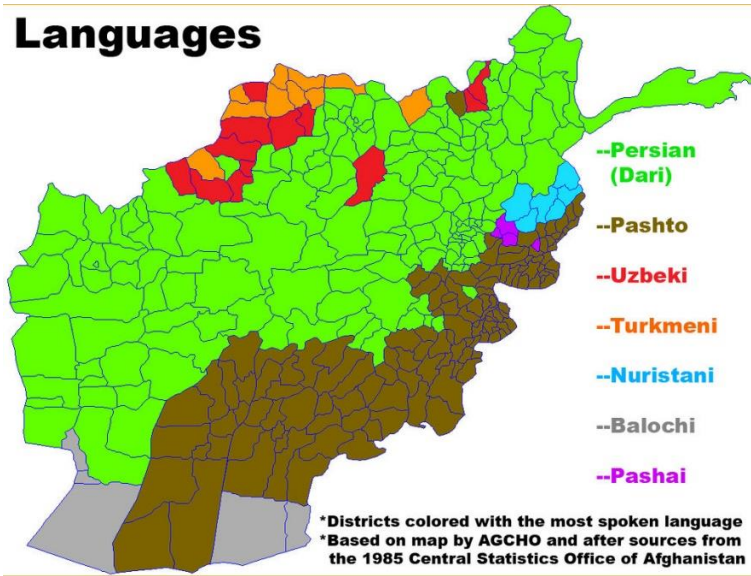 Languages
--Persian
(Dari)
--Pashto
--Uzbeki
--Turkmeni
--Nuristani
--Balochi
--Pashai
*Districts colored with the most spoken language
*Based on map by AGCHO and after sources from
the 1985 Central Statistics Office of Afghanistan